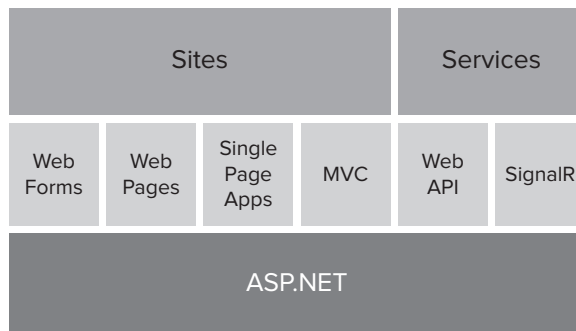 Sites
Services
Web
Forms
Web
Pages
Single
Page
Apps
MVC
Web
API
SignalR
ASP.NET